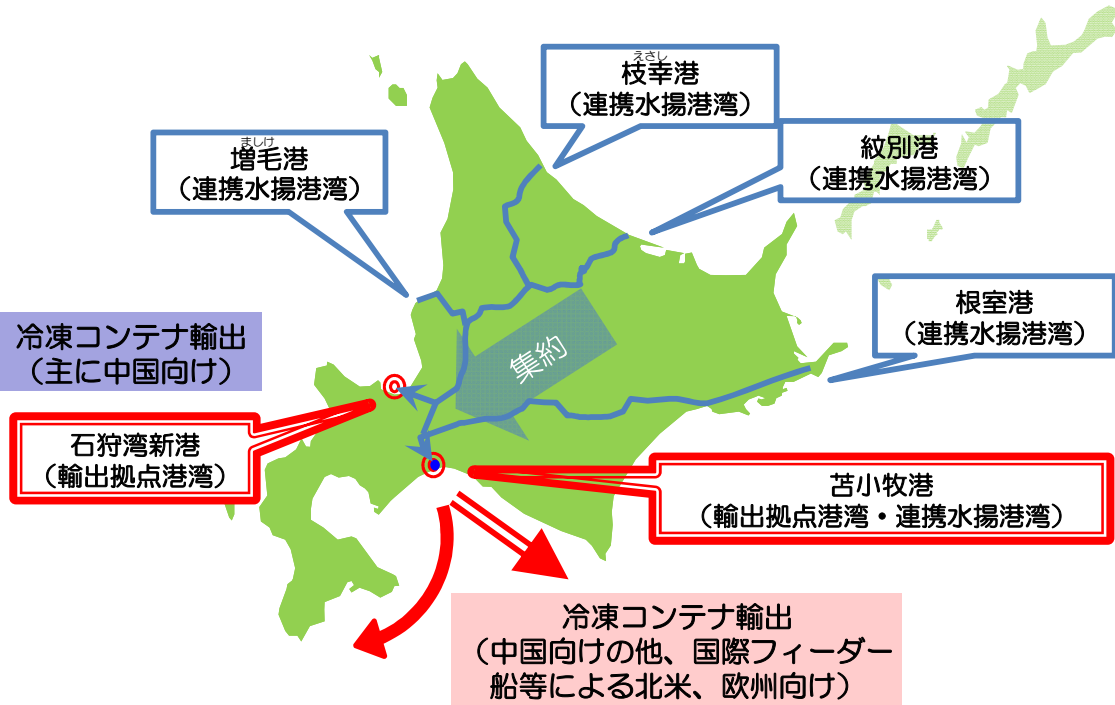 えさし
枝幸港
（連携水揚港湾）
ましけ
増毛港
（連携水揚港湾）
紋別港
（連携水揚港湾）
根室港
（連携水揚港湾）
冷凍コンテナ輸出
（主に中国向け）
集約
石狩湾新港
（輸出拠点港湾）
苫小牧港
（輸出拠点港湾・連携水揚港湾）
冷凍コンテナ輸出
（中国向けの他、国際フィーダー
船等による北米、欧州向け）